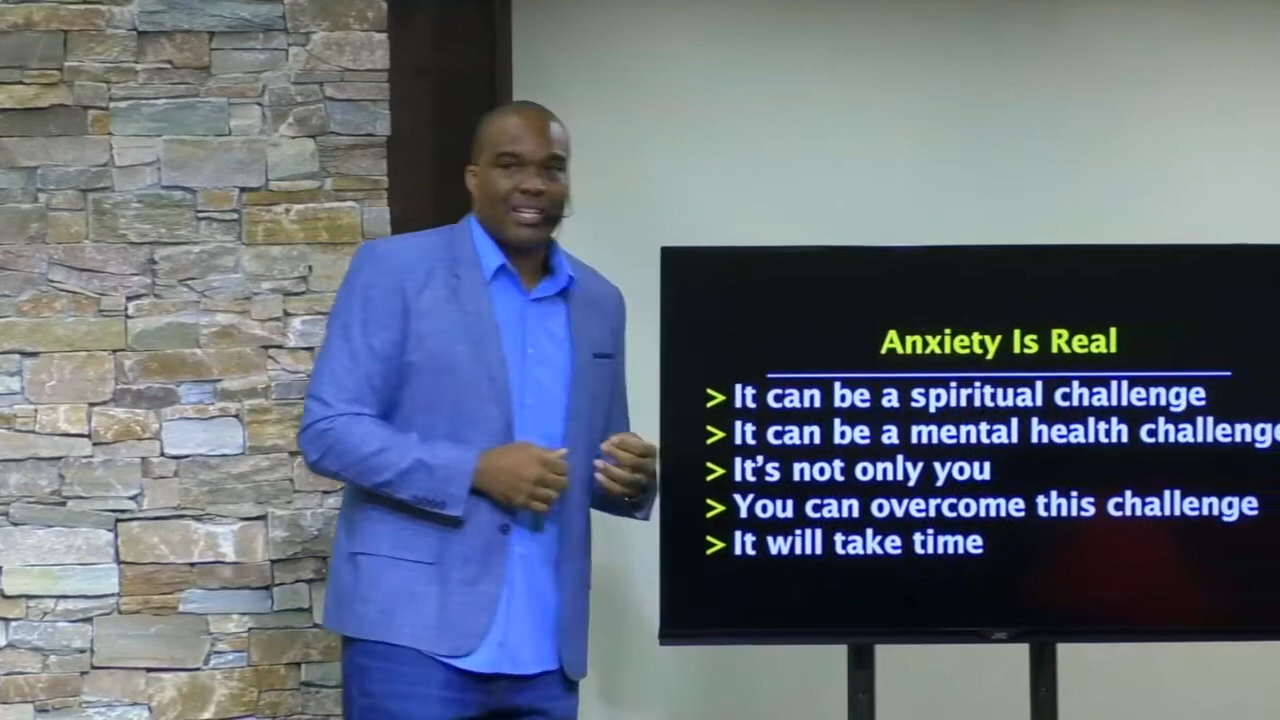 Anxiety Is Real
> It can be a spiritual challenge
> It can be a mental health challenge
> It's not only you
> You can overcome this challenge
> It will take time